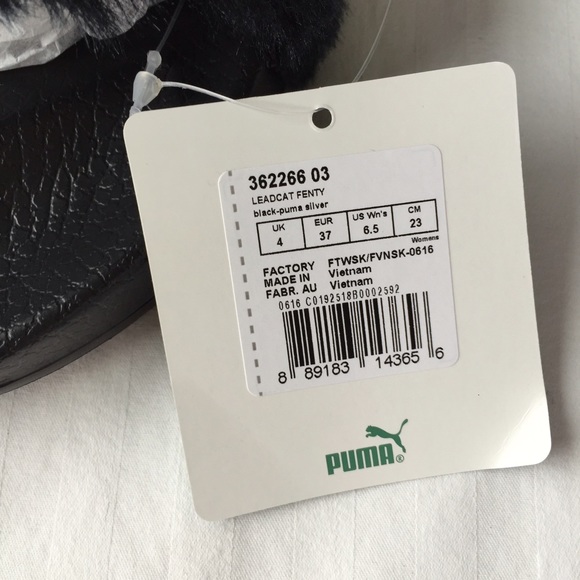 362266 03
LEADCAT FENTY
black-puma silver
UK EUR US Wn's CM
4 37 6.5 23
Womens
FACTORY FTWSK/FVNSK-0616
MADE IN Vietnam
FABR. AU Vietnam
0616 C0192518B0002592
8 89183 14365 6
PUMA®